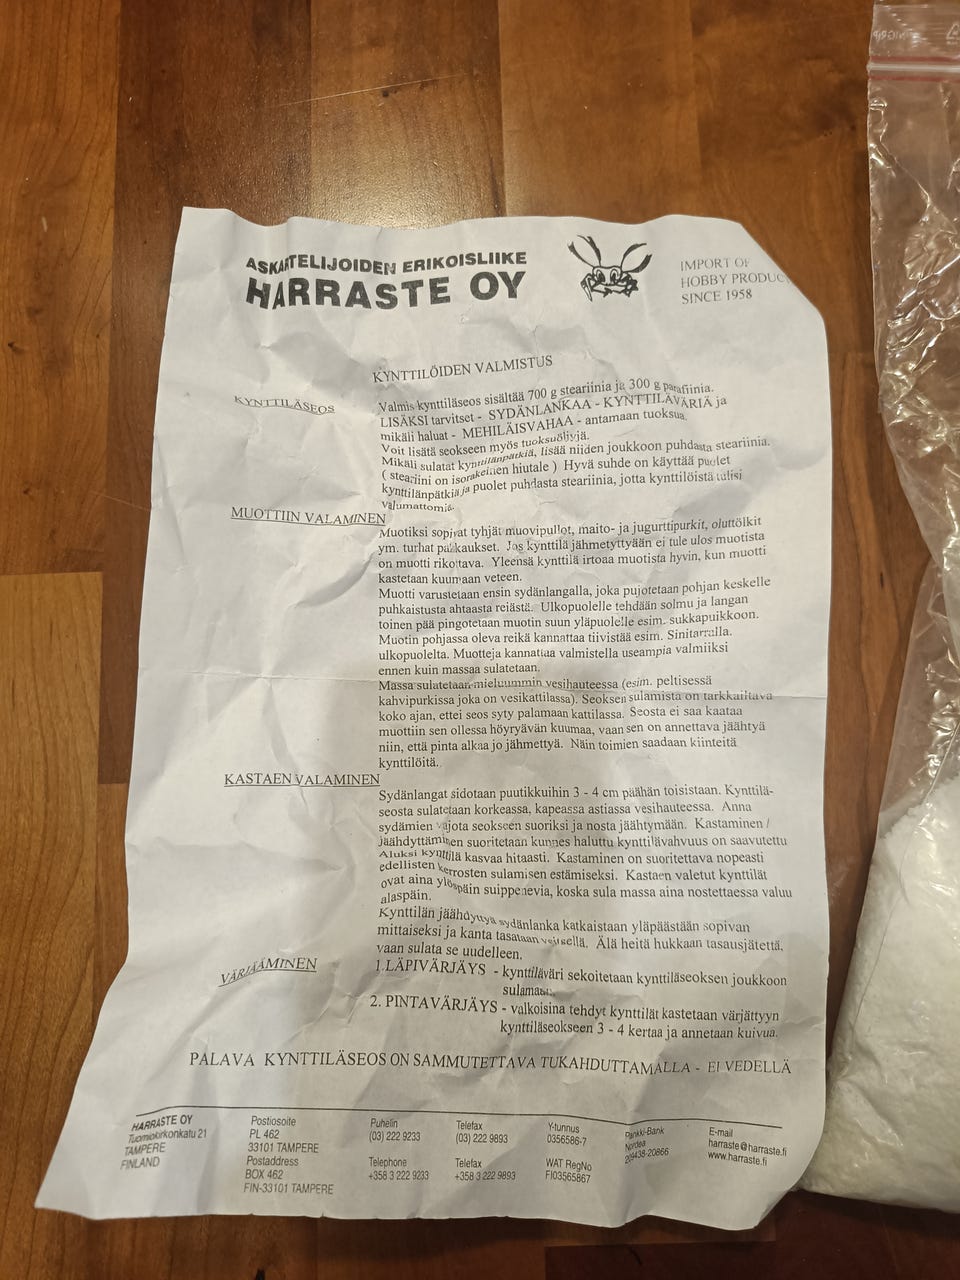 ASKARTELIJOIDEN ERIKOISLIIKE
HARRASTE OY
IMPORT OF
HOBBY PRODUC
SINCE 1958
KYNTTILÖIDEN VALMISTUS
KYNTTILÄSEOS
Valmis kynttiläseos sisältää 700 g steariinia ja 300 g parafiinia.
LISÄKSI tarvitset - SYDÄNLANKAA - KYNTTILÄVÄRIÄ ja
mikäli haluat - MEHILÄISVAHAA - antamaan tuoksua.
Voit lisätä seokseen myös tuoksuöljyjä.
Mikäli sulatat kynttilänpätkiä, lisää niiden joukkoon puhdasta steariinia.
( steariini on isorakeinen hiutale ) Hyvä suhde on käyttää puolet
kynttilänpätkiä ja puolet puhdasta steariinia, jotta kynttilöistä tulisi
valumattomia.
MUOTTIIN VALAMINEN
Muotiksi sopivat tyhjät muovipullot, maito- ja jugurttipurkit, oluttölkit
ym. turhat pakkaukset. Jos kynttilä jähmetyttyään ei tule ulos muotista
on muotti rikottava. Yleensä kynttilä irtoaa muotista hyvin, kun muotti
kastetaan kuumaan veteen.
Muotti varustetaan ensin sydänlangalla, joka pujotetaan pohjan keskelle
puhkaistusta ahtaasta reiästä. Ulkopuolelle tehdään solmu ja langan
toinen pää pingotetaan muotin suun yläpuolelle esim. sukkapuikkoon.
Muotin pohjassa oleva reikä kannattaa tiivistää esim. Sinitarralla.
ulkopuolelta. Muotteja kannattaa valmistella useampia valmiiksi
ennen kuin massaa sulatetaan.
Massa sulatetaan mieluummin vesihauteessa (esim. peltisessä
kahvipurkissa joka on vesikattilassa). Seoksen sulamista on tarkkailtava
koko ajan, ettei seos syty palamaan kattilassa. Seosta ei saa kaataa
muottiin sen ollessa höyryävän kuumaa, vaan sen on annettava jäähtyä
niin, että pinta alkaa jo jähmettyä. Näin toimien saadaan kiinteitä
kynttilöitä.
KASTAEN VALAMINEN
Sydänlangat sidotaan puutikkuihin 3 - 4 cm päähän toisistaan. Kynttilä-
seosta sulatetaan korkeassa, kapeassa astiassa vesihauteessa. Anna
sydämien vajota seokseen suoriksi ja nosta jäähtymään. Kastaminen /
jäähdyttäminen suoritetaan kunnes haluttu kynttilävahvuus on saavutettu
Aluksi kynttilä kasvaa hitaasti. Kastaminen on suoritettava nopeasti
edellisten kerrosten sulamisen estämiseksi. Kastaen valetut kynttilät
ovat aina ylöspäin suippenevia, koska sula massa aina nostettaessa valuu
alaspäin.
Kynttilän jäähdyttyä sydänlanka katkaistaan yläpäästään sopivan
mittaiseksi ja kanta tasataan veitsellä. Älä heitä hukkaan tasausjätettä,
vaan sulata se uudelleen.
VÄRJÄÄMINEN
1.LÄPIVÄRJÄYS - kynttiläväri sekoitetaan kynttiläseoksen joukkoon
sulamaan.
2. PINTAVÄRJÄYS - valkoisina tehdyt kynttilät kastetaan värjättyyn
kynttiläseokseen 3 - 4 kertaa ja annetaan kuivua.
PALAVA KYNTTILÄSEOS ON SAMMUTETTAVA TUKAHDUTTAMALLA - EI VEDELLÄ
HARRASTE OY
Tuomiokirkonkatu 21
TAMPERE
FINLAND
Postiosoite
PL 462
33101 TAMPERE
Postaddress
BOX 462
FIN-33101 TAMPERE
Puhelin
(03) 222 9233
Telephone
+358 3 222 9233
Telefax
(03) 222 9893
Telefax
+358 3 222 9893
Y-tunnus
0356586-7
WAT RegNo
FI03565867
Pankki-Bank
Nordea
E-mail
harraste@harraste.fi
www.harraste.fi